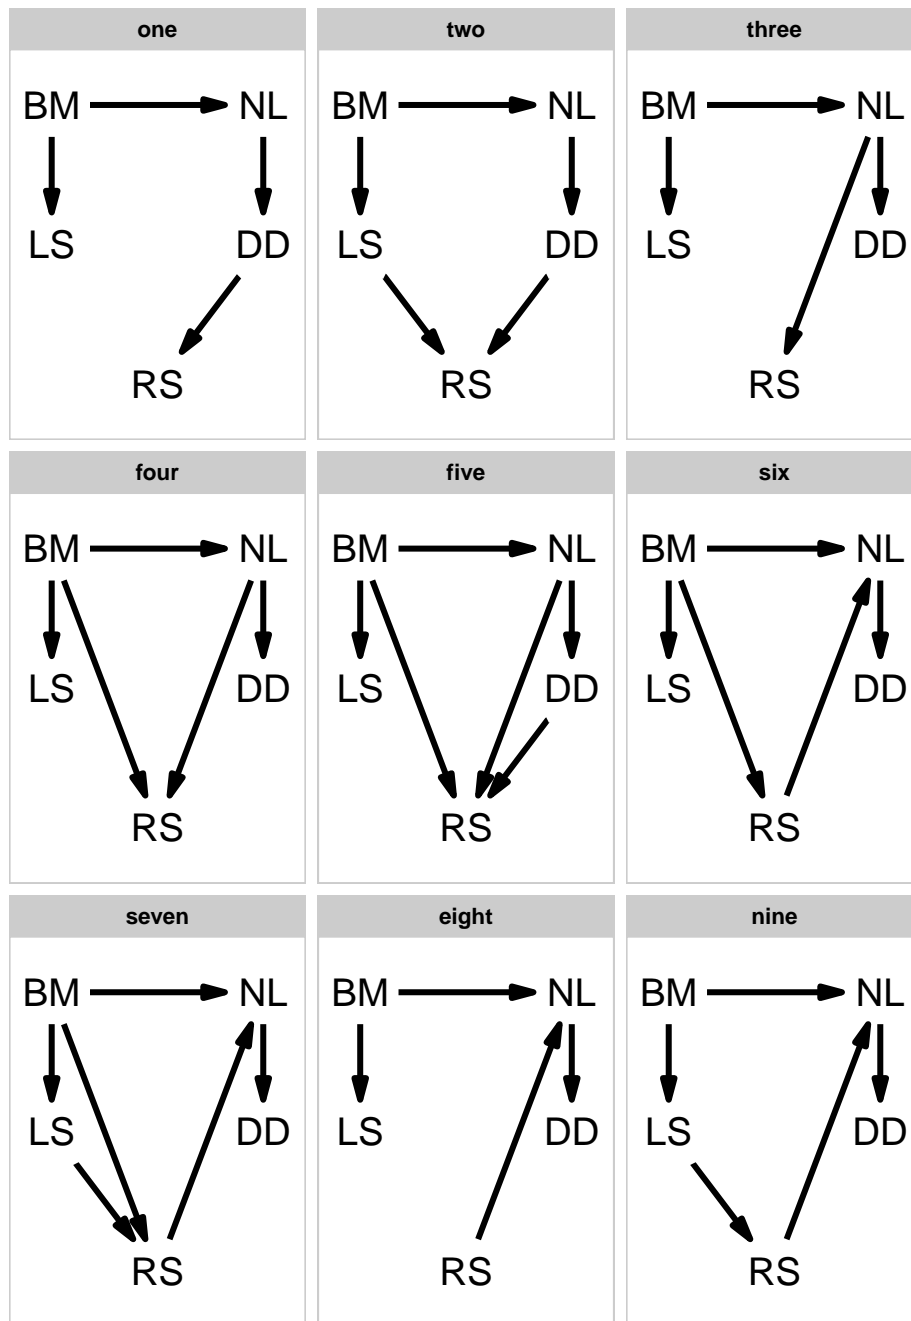 one two three
BM NL BM NL BM NL
LS DD LS DD LS DD
RS RS RS
four five six
BM NL BM NL BM NL
LS DD LS DD LS DD
RS RS RS
seven eight nine
BM NL BM NL BM NL
LS DD LS DD LS DD
RS RS RS